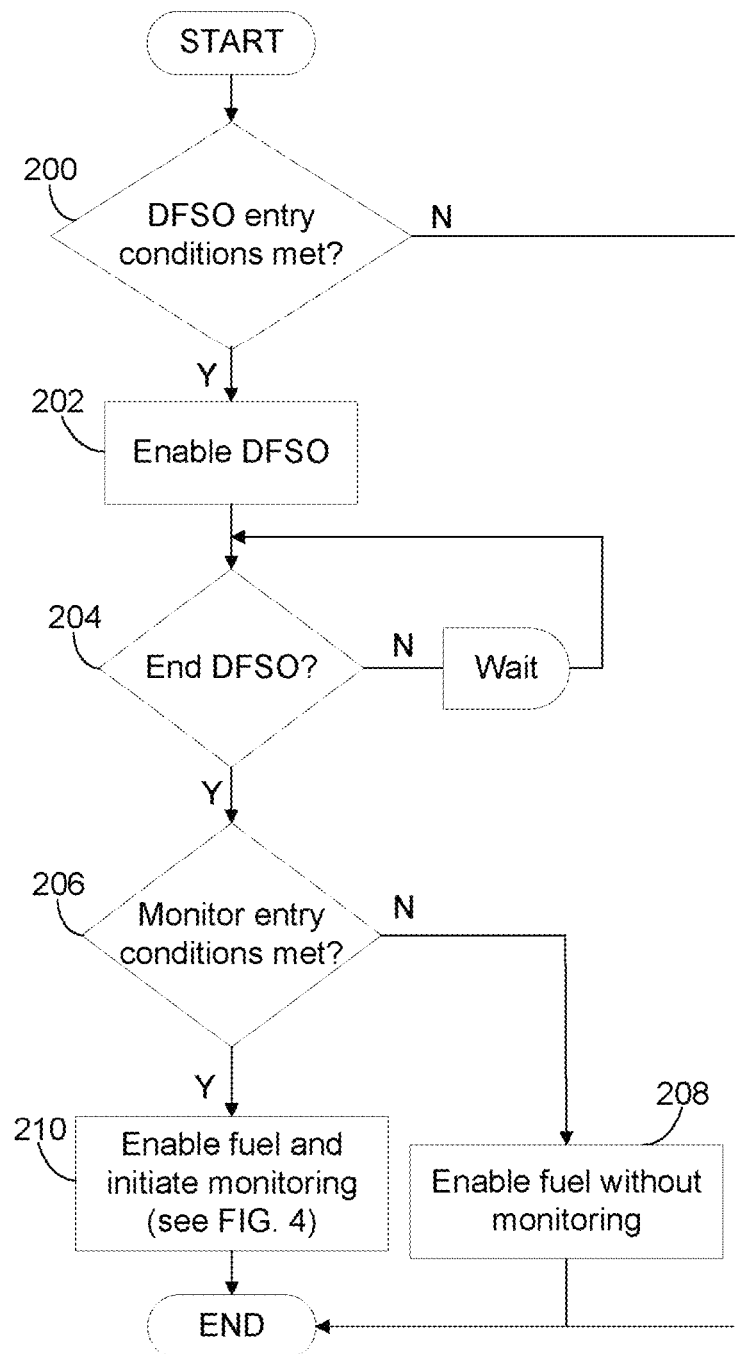 START
200
DFSO entry
conditions met?
N
Y
202
Enable DFSO
204
End DFSO?
N
Wait
Y
206
Monitor entry
conditions met?
N
Y
210
Enable fuel and
initiate monitoring
(see FIG. 4)
208
Enable fuel without
monitoring
END